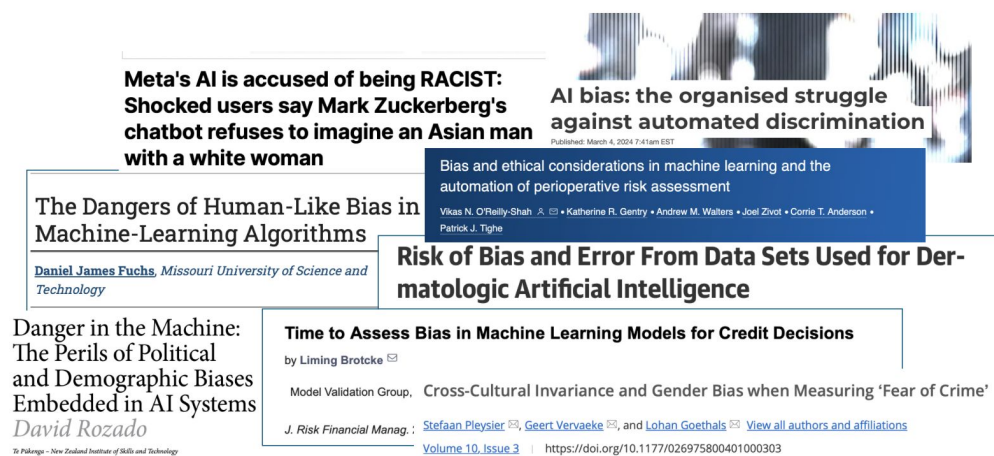 Meta's AI is accused of being RACIST:
Shocked users say Mark Zuckerberg's
chatbot refuses to imagine an Asian man
with a white woman
AI bias: the organised struggle
against automated discrimination
Published: March 4, 2024 7:41am EST
Bias and ethical considerations in machine learning and the
automation of perioperative risk assessment
Vikas N. O'Reilly-Shah • Katherine R. Gentry • Andrew M. Walters • Joel Zivot • Corrie T. Anderson •
Patrick J. Tighe
The Dangers of Human-Like Bias in
Machine-Learning Algorithms
Daniel James Fuchs, Missouri University of Science and
Technology
Risk of Bias and Error From Data Sets Used for Der-
matologic Artificial Intelligence
Danger in the Machine:
The Perils of Political
and Demographic Biases
Embedded in AI Systems
David Rozado
Te Pūkenga - New Zealand Institute of Skills and Technology
Time to Assess Bias in Machine Learning Models for Credit Decisions
by Liming Brotcke
Model Validation Group,
J. Risk Financial Manag.
Cross-Cultural Invariance and Gender Bias when Measuring ‘Fear of Crime’
Stefaan Pleysier, Geert Vervaeke, and Lohan Goethals View all authors and affiliations
Volume 10, Issue 3 | https://doi.org/10.1177/026975800401000303